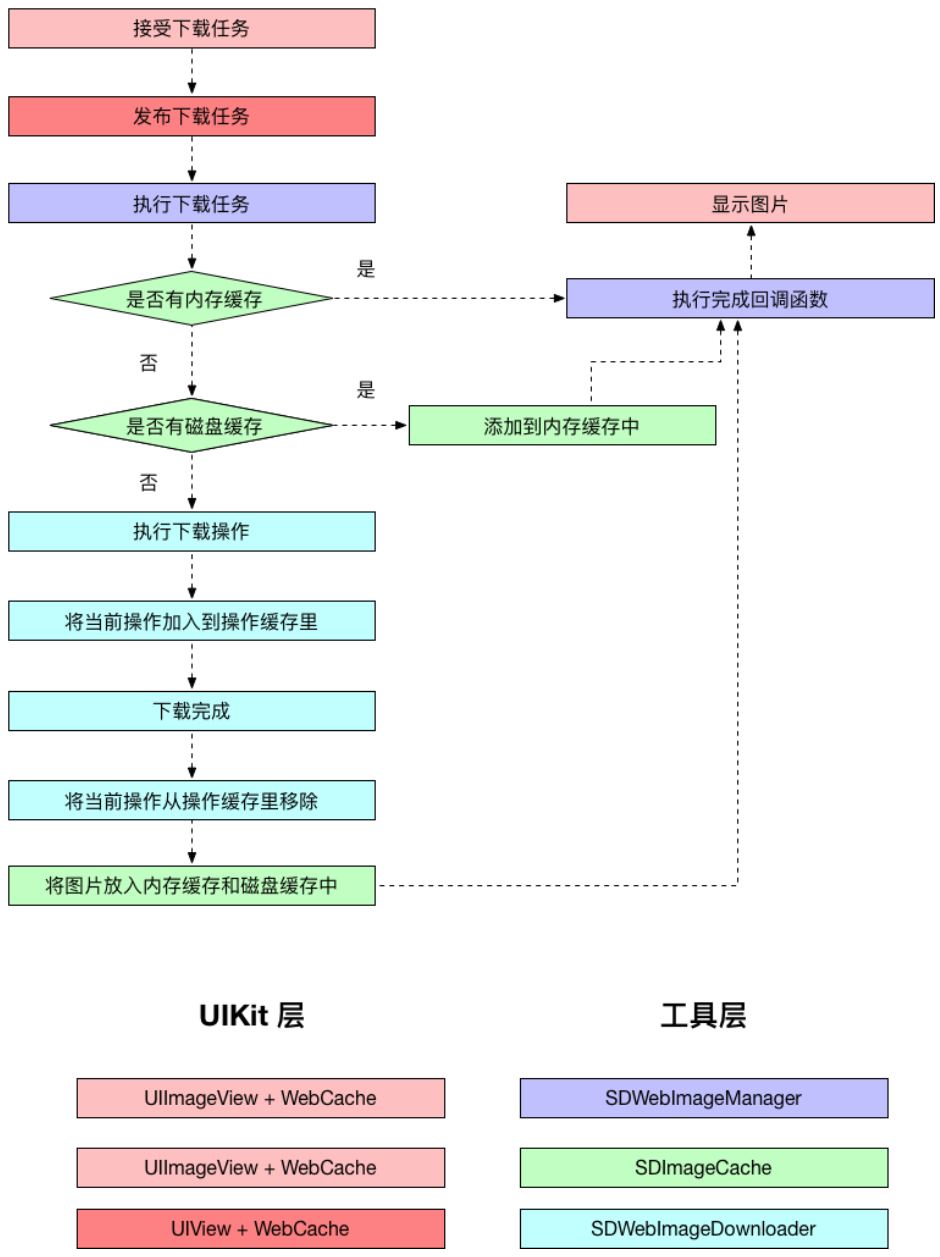 接受下载任务
发布下载任务
执行下载任务
显示图片
是
是否有内存缓存
执行完成回调函数
否
是
是否有磁盘缓存
添加到内存缓存中
否
执行下载操作
将当前操作加入到操作缓存里
下载完成
将当前操作从操作缓存里移除
将图片放入内存缓存和磁盘缓存中
UIKit 层
工具层
UIImageView + WebCache
SDWebImageManager
UIImageView + WebCache
SDImageCache
UIView + WebCache
SDWebImageDownloader